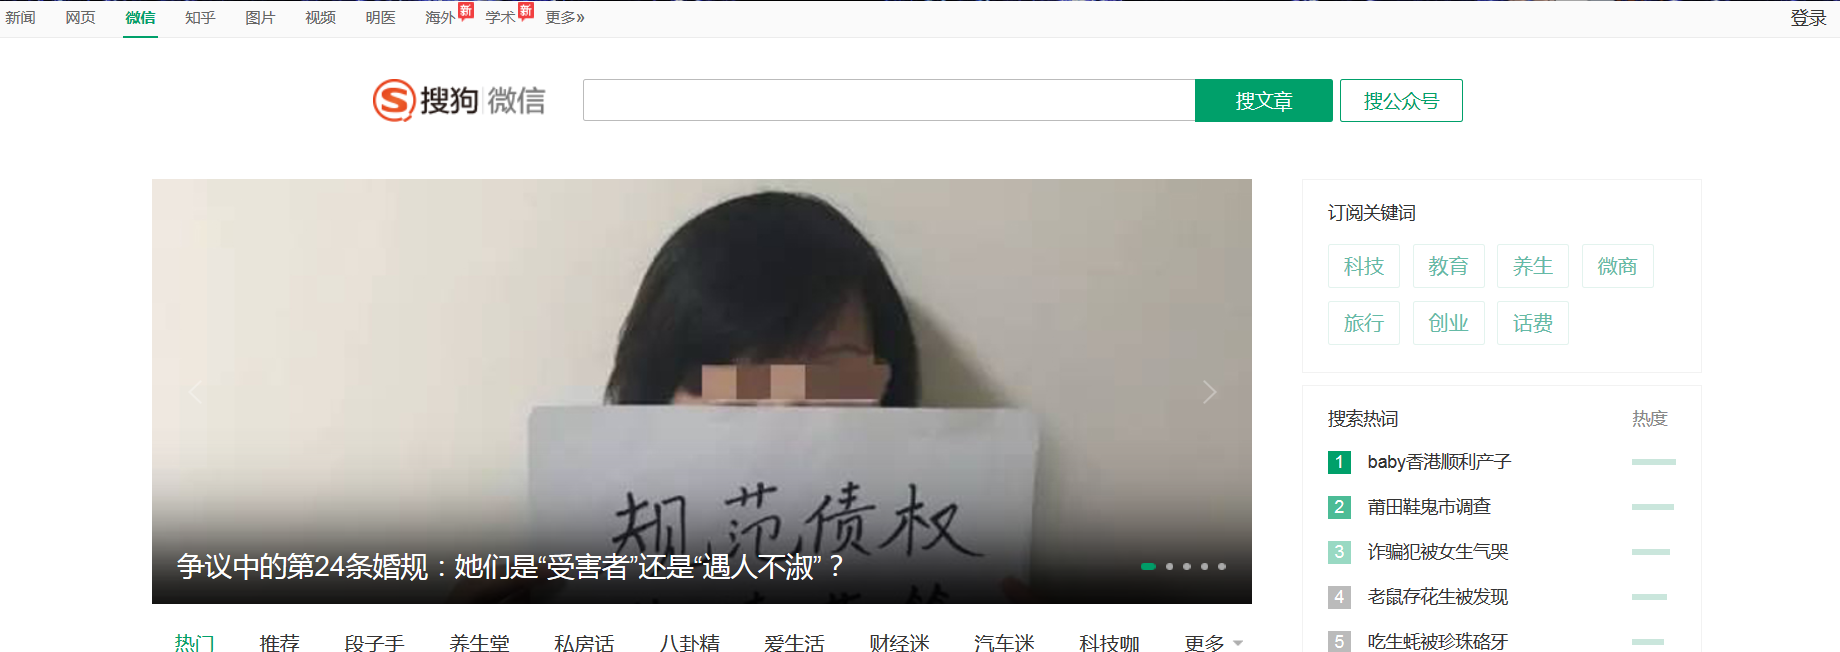 新闻 网页 微信 知乎 图片 视频 明医 海外 新 学术 新 更多» 登录
搜狗 微信 搜文章 搜公众号
订阅关键词
科技 教育 养生 微商
旅行 创业 话费
搜索热词 热度
1 baby香港顺利产子
2 莆田鞋鬼市调查
3 诈骗犯被女生气哭
4 老鼠存花生被发现
5 吃生蚝被珍珠硌牙
规范债权
争议中的第24条婚规：她们是“受害者”还是“遇人不淑”？
热门 推荐 段子手 养生堂 私房话 八卦精 爱生活 财经迷 汽车迷 科技咖 更多